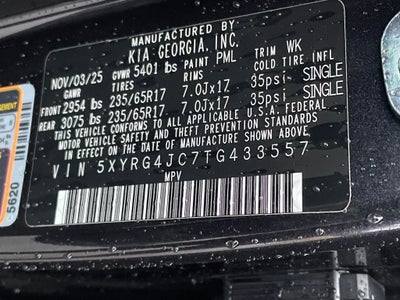 MANUFACTURED BY
KIA GEORGIA, INC.
NOV/03/25 GVWR 5401 lbs PAINT PML TRIM WK
GAWR TIRES RIMS COLD TIRE INFL
FRONT 2954 lbs 235/65R17 7.0Jx17 35psi SINGLE
REAR 3075 lbs 235/65R17 7.0Jx17 35psi SINGLE
THIS VEHICLE CONFORMS TO ALL APPLICABLE U.S.A. FEDERAL
MOTOR VEHICLE SAFETY AND THEFT PREVENTION STANDARDS
IN EFFECT ON THE DATE OF MANUFACTURE SHOWN ABOVE.
VIN 5XYRG4JC7TG433557
MPV
5620